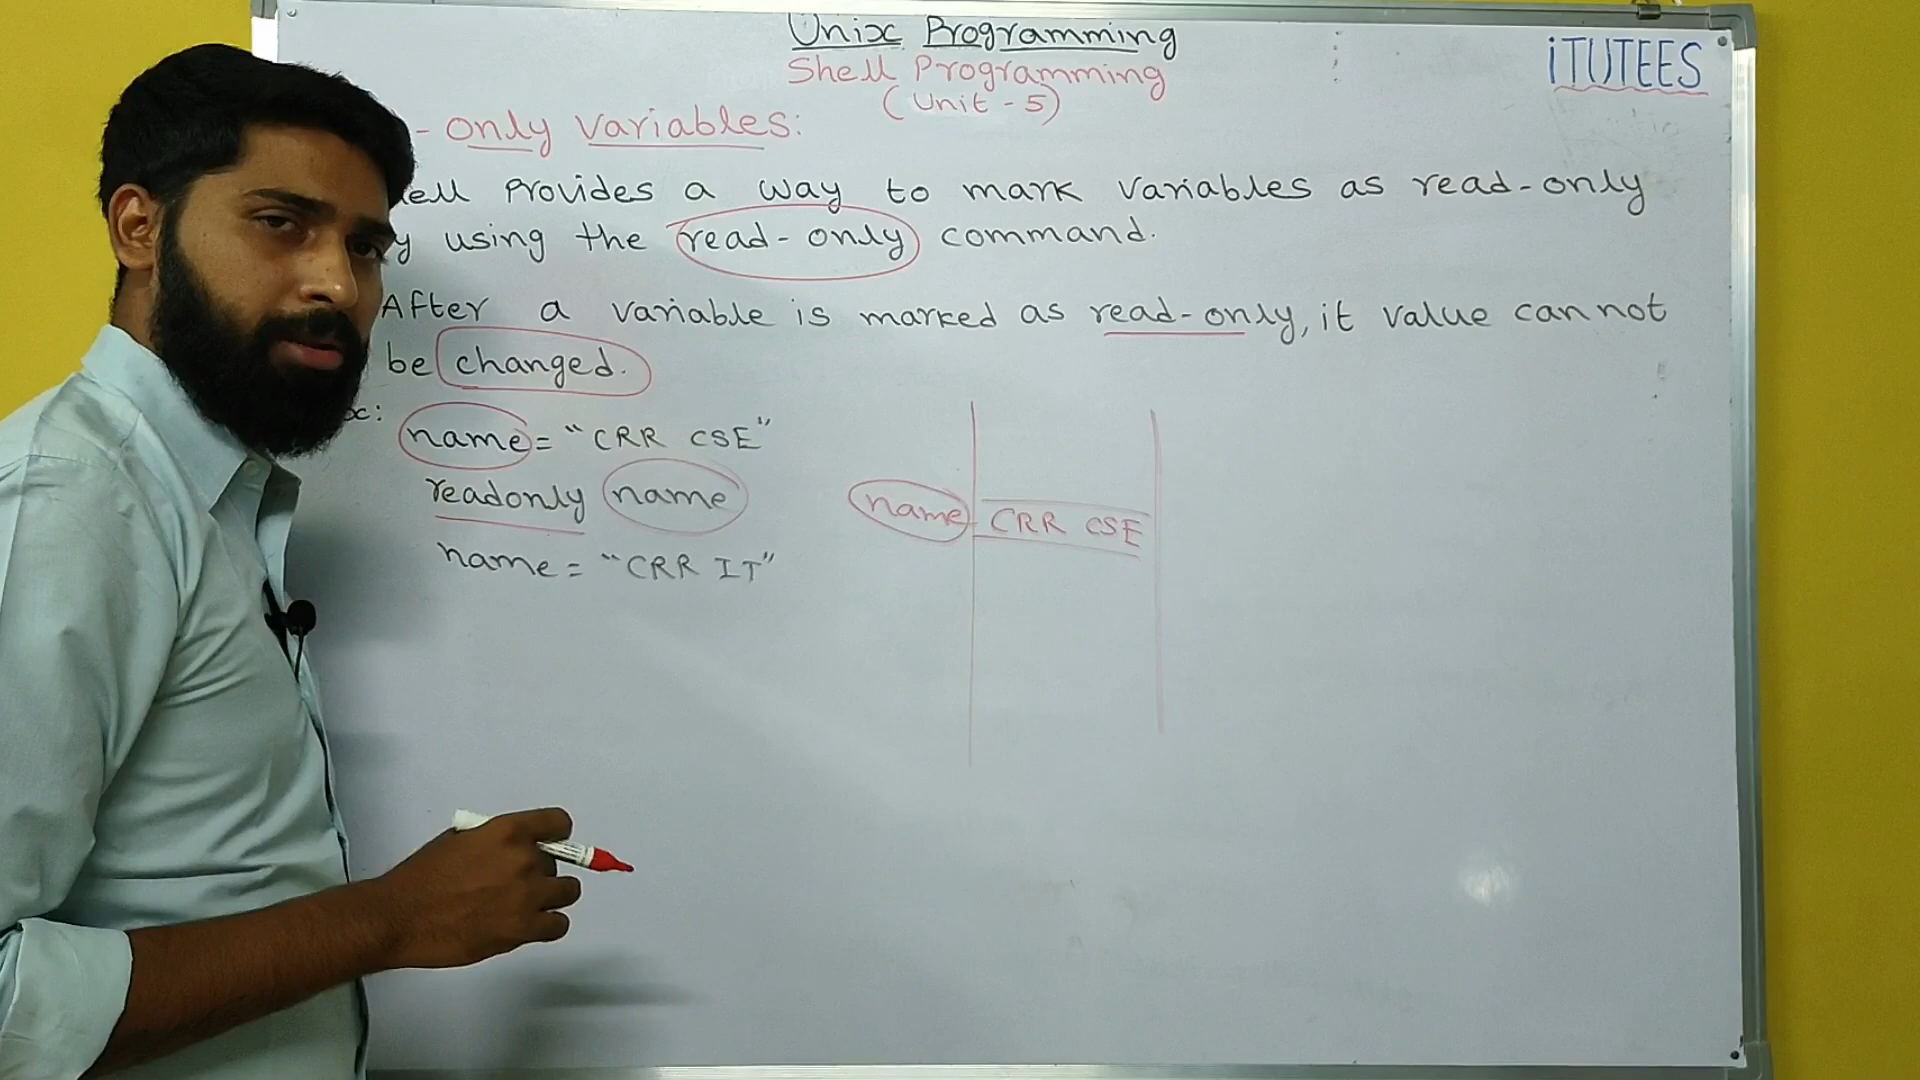 Unix Programming
iTUTEES
Shell Programming
(Unit - 5)
- only variables:
ell provides a way to mark variables as read-only
y using the read-only command.
After a variable is marked as read-only, it value can not
be changed.
x:
name = "CRR CSE"
readonly name
name CRR CSE
name = "CRR IT"